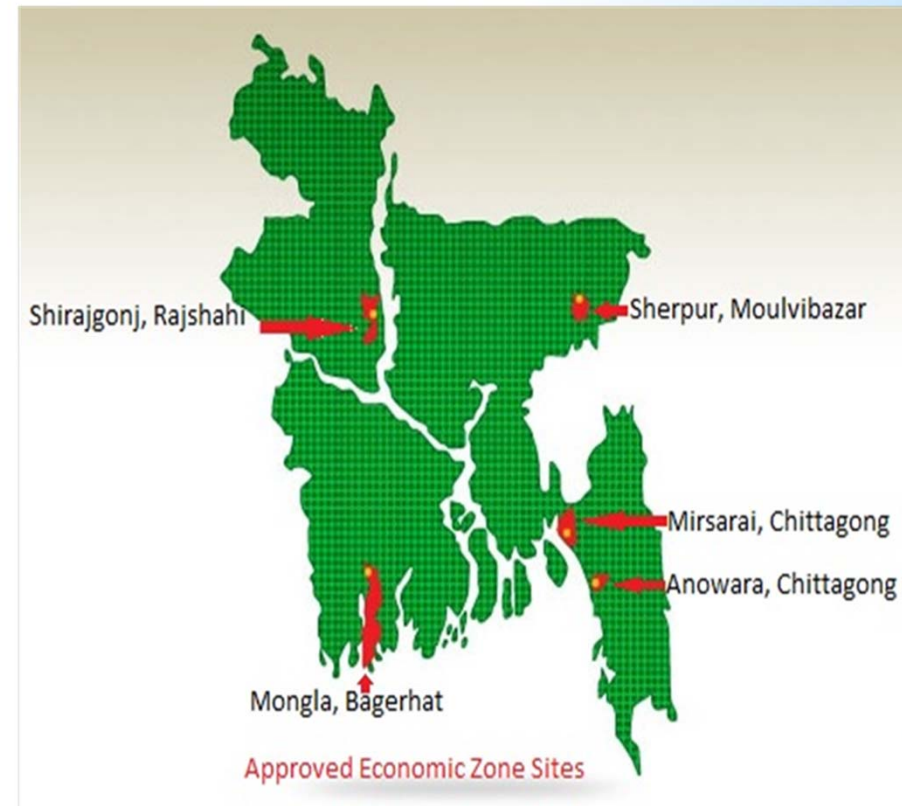 Shirajgonj, Rajshahi
Sherpur, Moulvibazar
Mirsarai, Chittagong
Anowara, Chittagong
Mongla, Bagerhat
Approved Economic Zone Sites